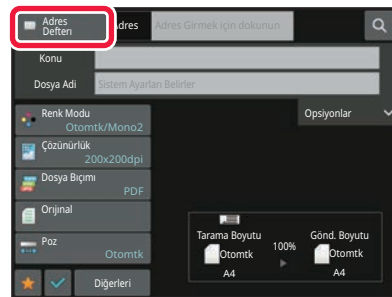 Adres
Defteri
Adres
Adres Girmek için dokunun
Konu
Dosya Adi
Sistem Ayarları Belirler
Renk Modu
Otomtk/Mono2
Opsiyonlar
Çözünürlük
200x200dpi
Dosya Bıçımı
PDF
Orijinal
Poz
Otomtk
Tarama Boyutu
Otomtk
A4
100%
Gönd. Boyutu
Otomtk
A4
Diğerleri